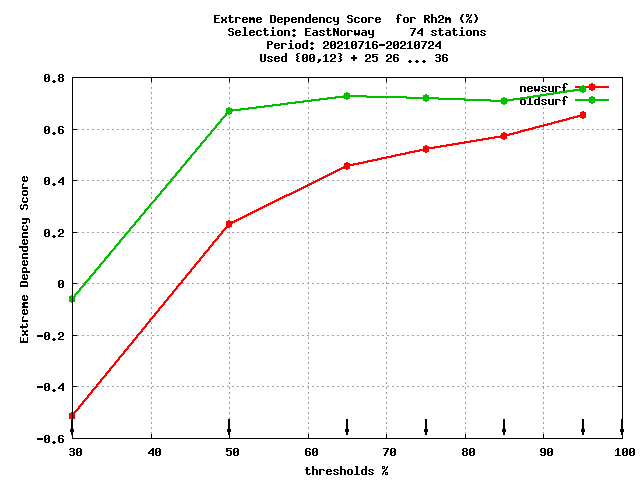 Extreme Dependency Score  for Rh2m (%)
Selection: EastNorway     74 stations
Period: 20210716-20210724
Used {00,12} + 25 26 ... 36
newsurf
oldsurf
0.8
0.6
0.4
0.2
0
-0.2
-0.4
-0.6
Extreme Dependency Score
30 40 50 60 70 80 90 100
thresholds %